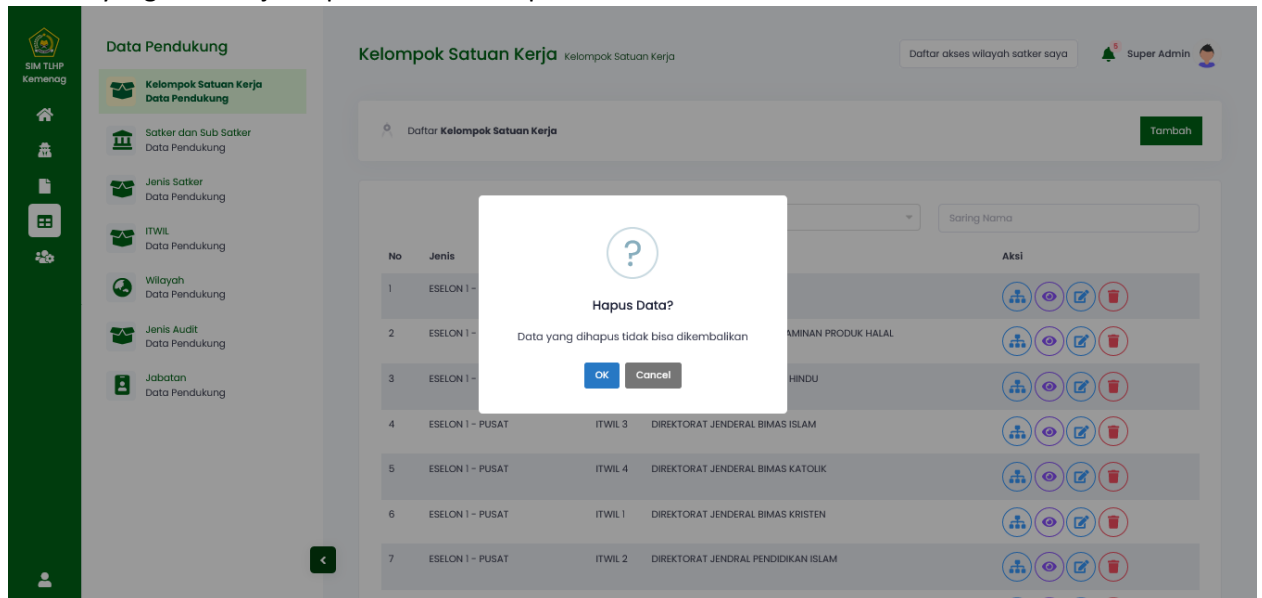 SIM TLHP
Kemenag
Data Pendukung
Kelompok Satuan Kerja
Data Pendukung
Satker dan Sub Satker
Data Pendukung
Jenis Satker
Data Pendukung
ITWIL
Data Pendukung
Wilayah
Data Pendukung
Jenis Audit
Data Pendukung
Jabatan
Data Pendukung
Kelompok Satuan Kerja Kelompok Satuan Kerja
Daftar akses wilayah satker saya
5
Super Admin
Daftar Kelompok Satuan Kerja
Tambah
Saring Nama
No Jenis Aksi
1 ESELON 1 -
2 ESELON 1 - AMINAN PRODUK HALAL
3 ESELON 1 - HINDU
4 ESELON 1 - PUSAT ITWIL 3 DIREKTORAT JENDERAL BIMAS ISLAM
5 ESELON 1 - PUSAT ITWIL 4 DIREKTORAT JENDERAL BIMAS KATOLIK
6 ESELON 1 - PUSAT ITWIL 1 DIREKTORAT JENDERAL BIMAS KRISTEN
7 ESELON 1 - PUSAT ITWIL 2 DIREKTORAT JENDRAL PENDIDIKAN ISLAM
?
Hapus Data?
Data yang dihapus tidak bisa dikembalikan
OK Cancel